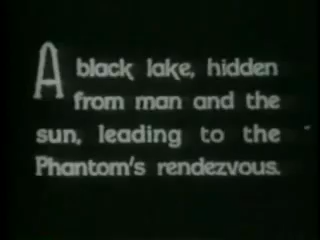 A black lake, hidden
from man and the
sun, leading to the
Phantom's rendezvous.